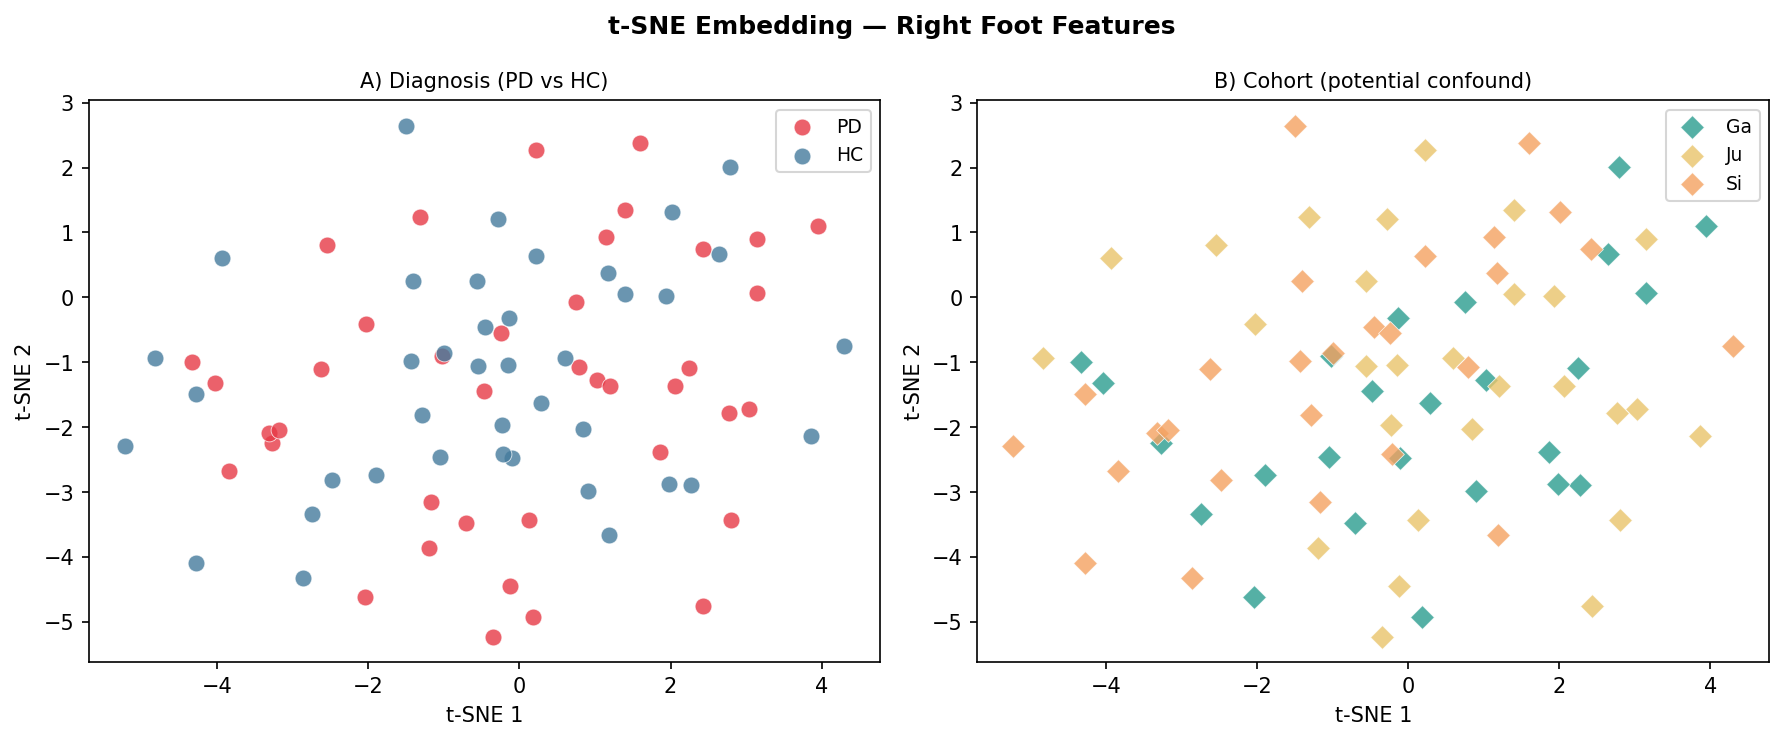 t-SNE Embedding — Right Foot Features
A) Diagnosis (PD vs HC)
PD
HC
3
2
1
0
−1
−2
−3
−4
−5
t-SNE 2
−4
−2
0
2
4
t-SNE 1
B) Cohort (potential confound)
Ga
Ju
Si
3
2
1
0
−1
−2
−3
−4
−5
t-SNE 2
−4
−2
0
2
4
t-SNE 1